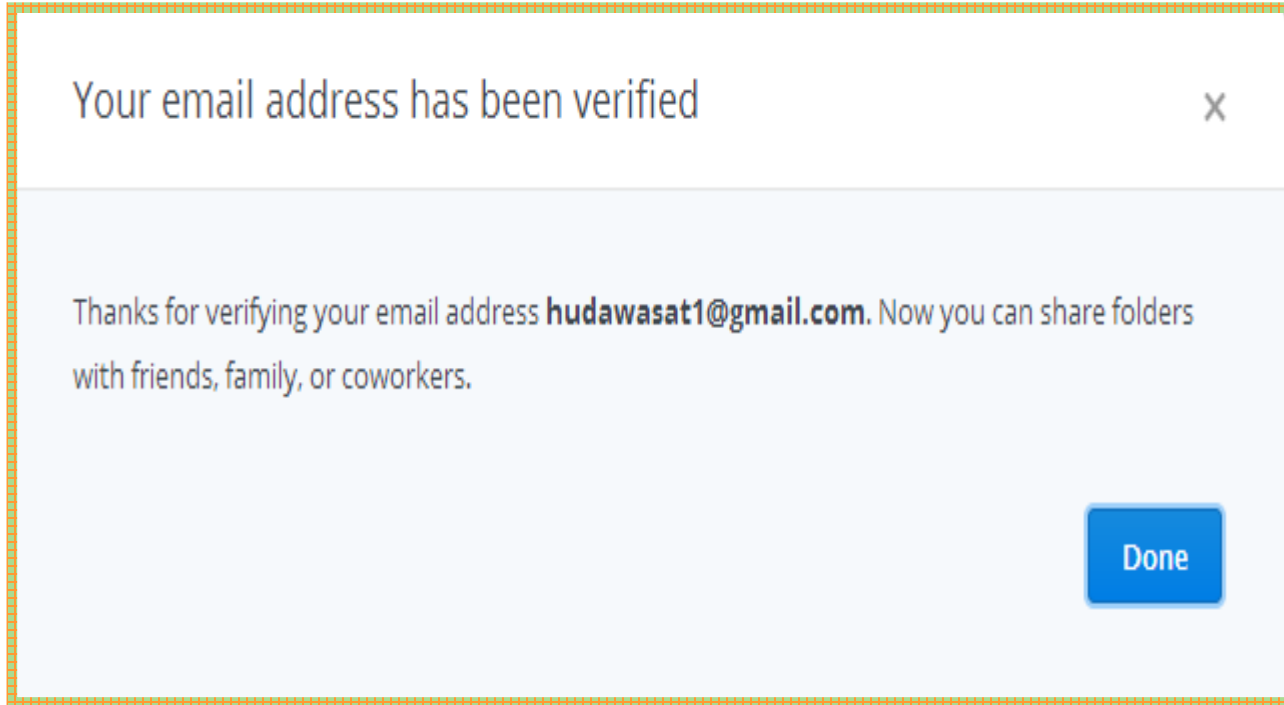 Your email address has been verified
Thanks for verifying your email address hudawasat1@gmail.com. Now you can share folders
with friends, family, or coworkers.
Done